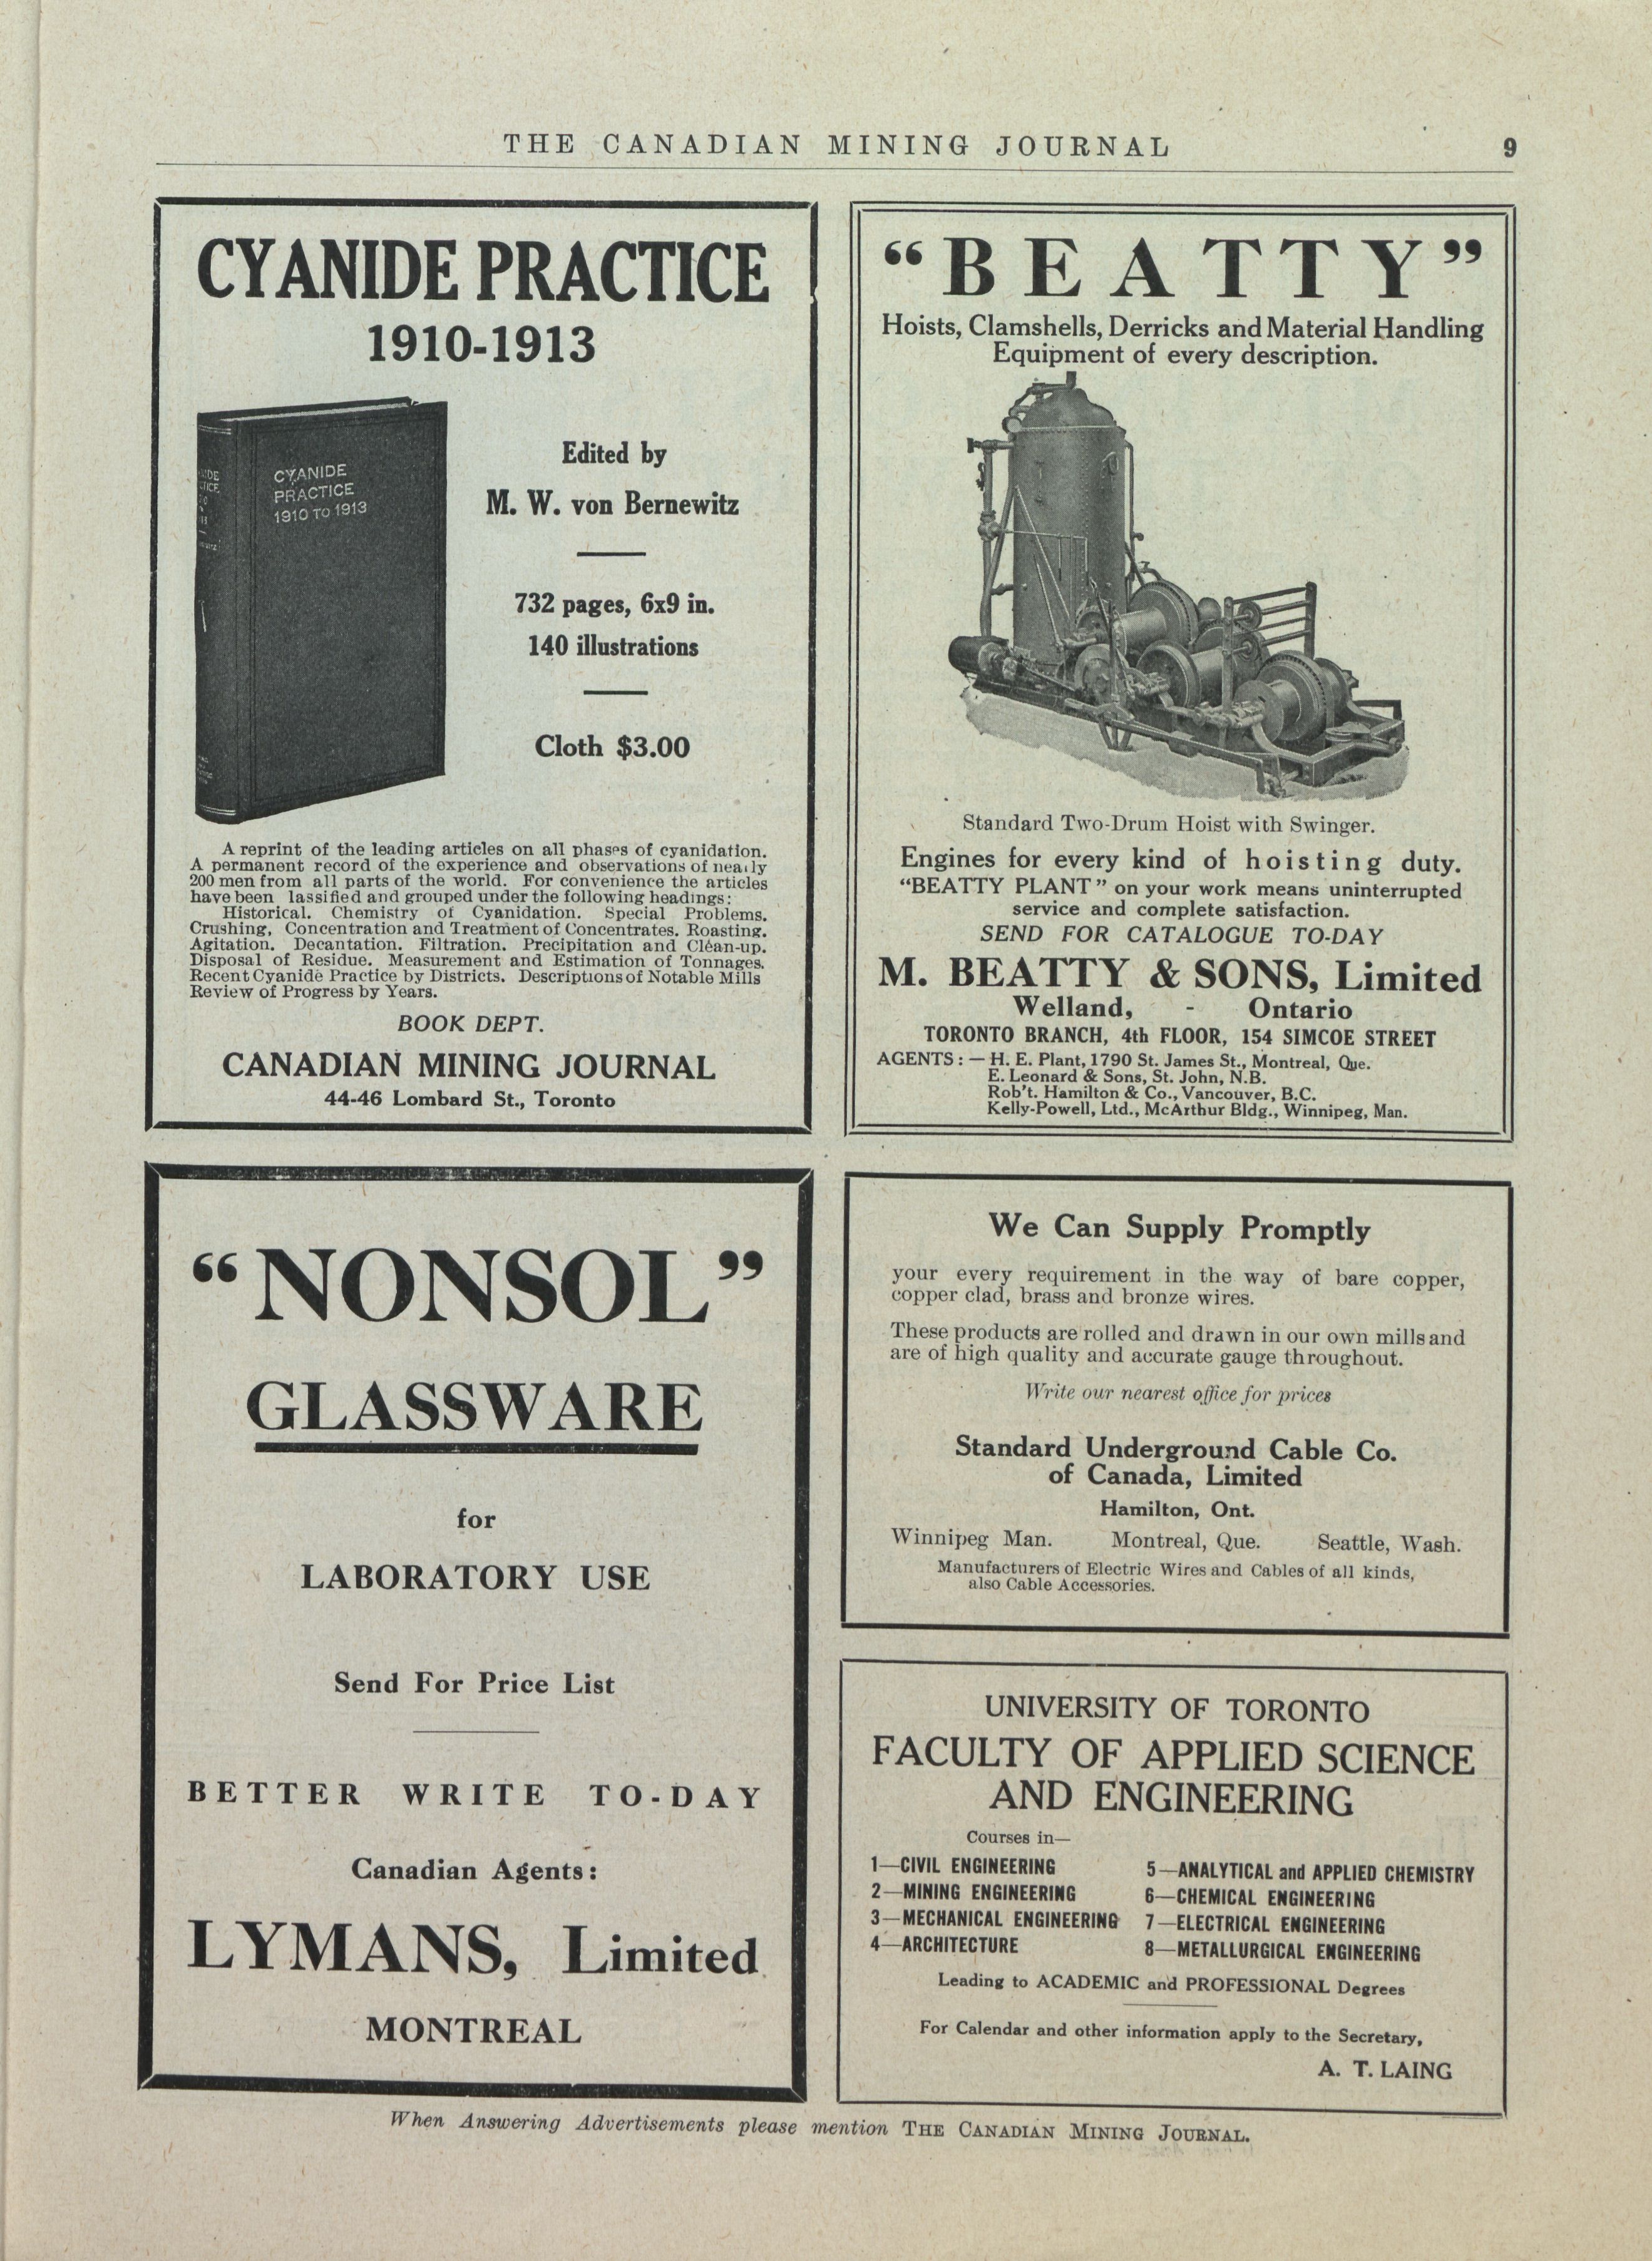 THE CANADIAN MINING JOURNAL 9
CYANIDE PRACTICE
1910-1913
CYANIDE
PRACTICE
1910 TO 1913
Edited by
M. W. von Bernewitz
732 pages, 6x9 in.
140 illustrations
Cloth $3.00
A reprint of the leading articles on all phases of cyanidation.
A permanent record of the experience and observations of nearly
200 men from all parts of the world. For convenience the articles
have been lassified and grouped under the following headings:
Historical. Chemistry of Cyanidation. Special Problems.
Crushing, Concentration and Treatment of Concentrates. Roasting.
Agitation. Decantation. Filtration. Precipitation and Clean-up.
Disposal of Residue. Measurement and Estimation of Tonnages.
Recent Cyanide Practice by Districts. Descriptions of Notable Mills
Review of Progress by Years.
BOOK DEPT.
CANADIAN MINING JOURNAL
44-46 Lombard St., Toronto
"BEATTY"
Hoists, Clamshells, Derricks and Material Handling
Equipment of every description.
Standard Two-Drum Hoist with Swinger.
Engines for every kind of hoisting duty.
"BEATTY PLANT" on your work means uninterrupted
service and complete satisfaction.
SEND FOR CATALOGUE TO-DAY
M. BEATTY & SONS, Limited
Welland, - Ontario
TORONTO BRANCH, 4th FLOOR, 154 SIMCOE STREET
AGENTS: — H. E. Plant, 1790 St. James St., Montreal, Que.
E. Leonard & Sons, St. John, N.B.
Rob't. Hamilton & Co., Vancouver, B.C.
Kelly-Powell, Ltd., McArthur Bldg., Winnipeg, Man.
"NONSOL"
GLASSWARE
for
LABORATORY USE
Send For Price List
BETTER WRITE TO-DAY
Canadian Agents:
LYMANS, Limited
MONTREAL
We Can Supply Promptly
your every requirement in the way of bare copper,
copper clad, brass and bronze wires.
These products are rolled and drawn in our own mills and
are of high quality and accurate gauge throughout.
Write our nearest office for prices
Standard Underground Cable Co.
of Canada, Limited
Hamilton, Ont.
Winnipeg Man. Montreal, Que. Seattle, Wash.
Manufacturers of Electric Wires and Cables of all kinds,
also Cable Accessories.
UNIVERSITY OF TORONTO
FACULTY OF APPLIED SCIENCE
AND ENGINEERING
Courses in—
1—CIVIL ENGINEERING
2—MINING ENGINEERING
3—MECHANICAL ENGINEERING
4—ARCHITECTURE
5—ANALYTICAL and APPLIED CHEMISTRY
6—CHEMICAL ENGINEERING
7—ELECTRICAL ENGINEERING
8—METALLURGICAL ENGINEERING
Leading to ACADEMIC and PROFESSIONAL Degrees
For Calendar and other information apply to the Secretary,
A. T. LAING
When Answering Advertisements please mention THE CANADIAN MINING JOURNAL.